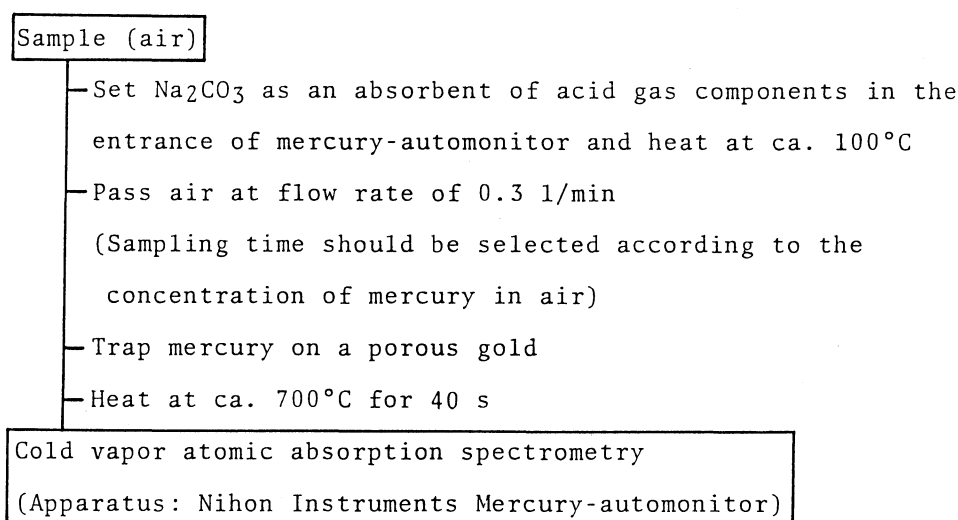 Sample (air)
Set Na2CO3 as an absorbent of acid gas components in the
entrance of mercury-automonitor and heat at ca. 100°C
Pass air at flow rate of 0.3 l/min
(Sampling time should be selected according to the
concentration of mercury in air)
Trap mercury on a porous gold
Heat at ca. 700°C for 40 s
Cold vapor atomic absorption spectrometry
(Apparatus: Nihon Instruments Mercury-automonitor)